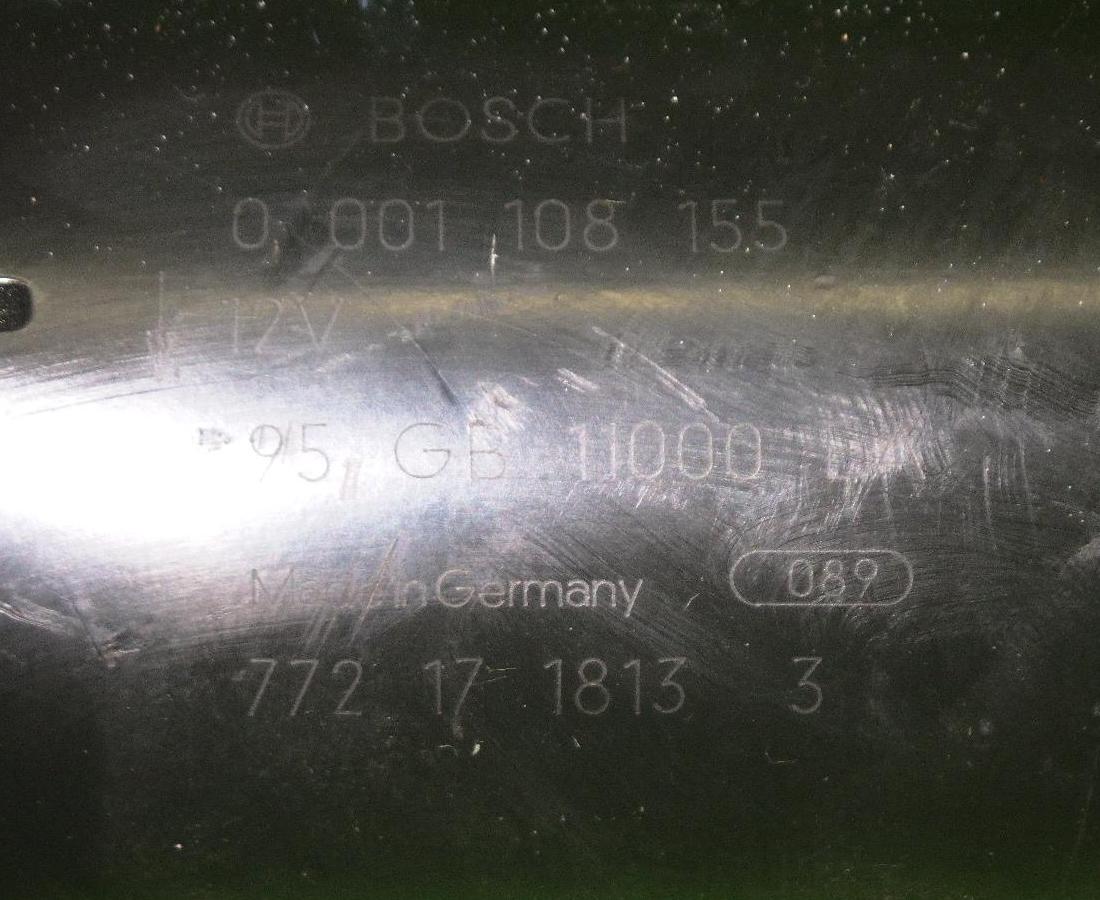 BOSCH
0 001 108 155
12V
95 GB 11000
Made in Germany 089
772 17 1813 3